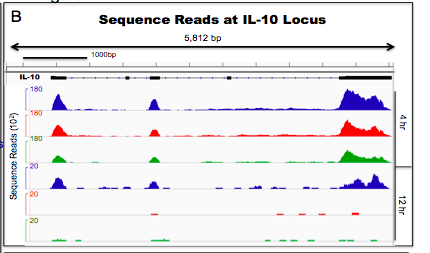 B
Sequence Reads at IL-10 Locus
5,812 bp
1000bp
IL-10
180
180
180
20
20
20
Sequence Reads (10²)
4 hr
12 hr